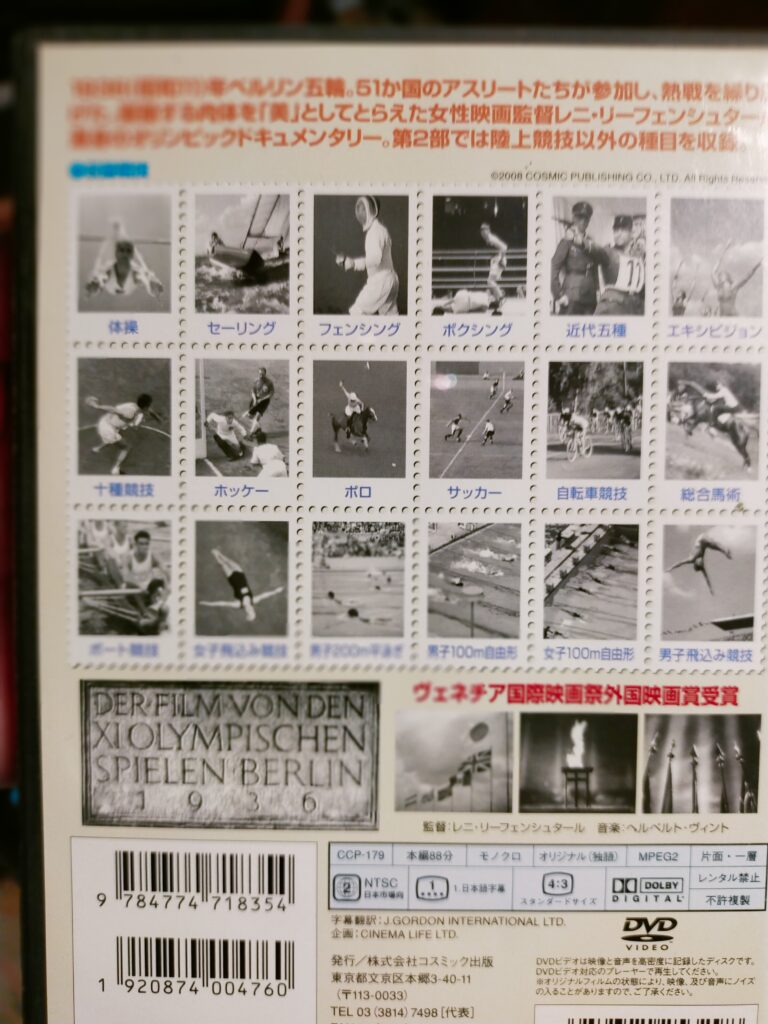 年ベルリン五輪。51か国のアスリートたちが参加し、熱戦を繰り
する肉体を「美」としてとらえた女性映画監督レニ・リーフェンシュタール
オリンピックドキュメンタリー。第2部では陸上競技以外の種目を収録。
©2008 COSMIC PUBLISHING CO., LTD. All Rights Reserv
体操
セーリング
フェンシング
ボクシング
近代五種
エキシビジョン
十種競技
ホッケー
ポロ
サッカー
自転車競技
総合馬術
ボート競技
女子飛込み競技
男子200m平泳ぎ
男子100m自由形
女子100m自由形
男子飛込み競技
DER·FILM·VON·DEN
XI OLYMPISCHEN
SPIELEN·BERLIN
1936
ヴェネチア国際映画祭外国映画賞受賞
監督:レニ・リーフェンシュタール 音楽:ヘルベルト・ヴィント
CCP-179 本編88分 モノクロ オリジナル(独語) MPEG2 片面・一層
2 NTSC 日本市場向 1 1.日本語字幕 4:3 スタンダードサイズ DOLBY DIGITAL レンタル禁止 不許複製
字幕翻訳:J.GORDON INTERNATIONAL LTD.
企画:CINEMA LIFE LTD.
DVD VIDEO
発行/株式会社コスミック出版
東京都文京区本郷3-40-11
(〒113-0033)
TEL 03 (3814) 7498 [代表]
DVDビデオは映像と音声を高密度に記録したディスクです。
DVDビデオ対応のプレーヤーで再生してください。
※オリジナルフィルムの状態により、映像、及び音声にノイズ
の入ることがありますので、ご了承ください。
9 784774 718354
1 920874 004760